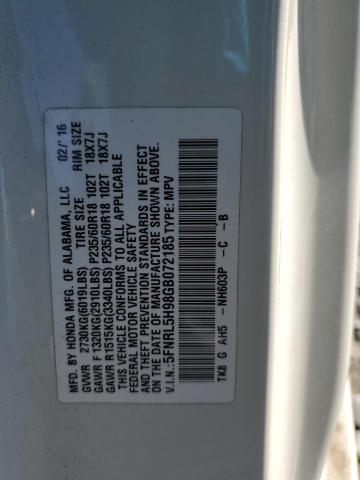 MFD. BY HONDA MFG. OF ALABAMA, LLC 02/'16
TIRE SIZE RIM SIZE
GVWR 2730KG(6019LBS)
GAWR F 1320KG(2910LBS) P235/60R18 102T 18X7J
GAWR R 1515KG(3340LBS) P235/60R18 102T 18X7J
THIS VEHICLE CONFORMS TO ALL APPLICABLE
FEDERAL MOTOR VEHICLE SAFETY
AND THEFT PREVENTION STANDARDS IN EFFECT
ON THE DATE OF MANUFACTURE SHOWN ABOVE.
V.I.N.:5FNRL5H98GB072185 TYPE: MPV
TK8 G AH5 -NH603P -C -B